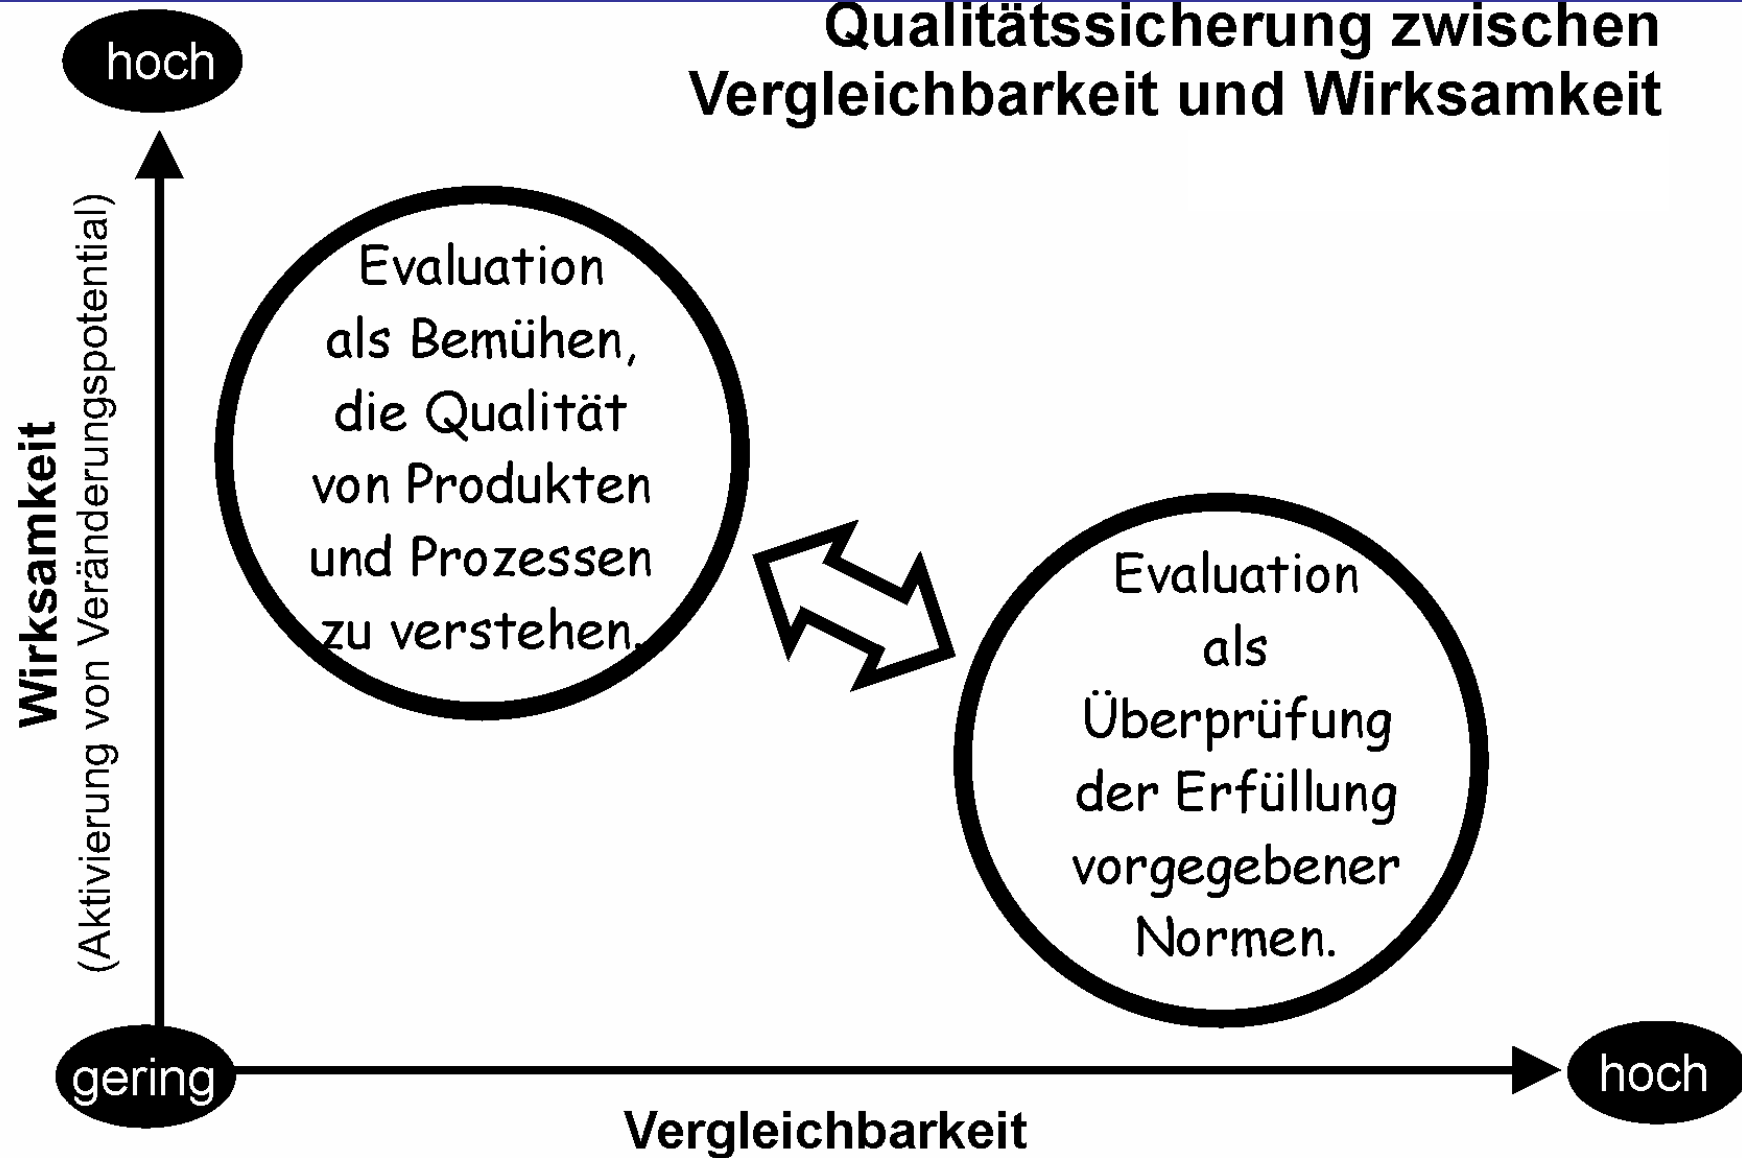 Qualitätssicherung zwischen
Vergleichbarkeit und Wirksamkeit
hoch
Wirksamkeit
(Aktivierung von Veränderungspotential)
Evaluation
als Bemühen,
die Qualität
von Produkten
und Prozessen
zu verstehen.
Evaluation
als
Überprüfung
der Erfüllung
vorgegebener
Normen.
gering
hoch
Vergleichbarkeit